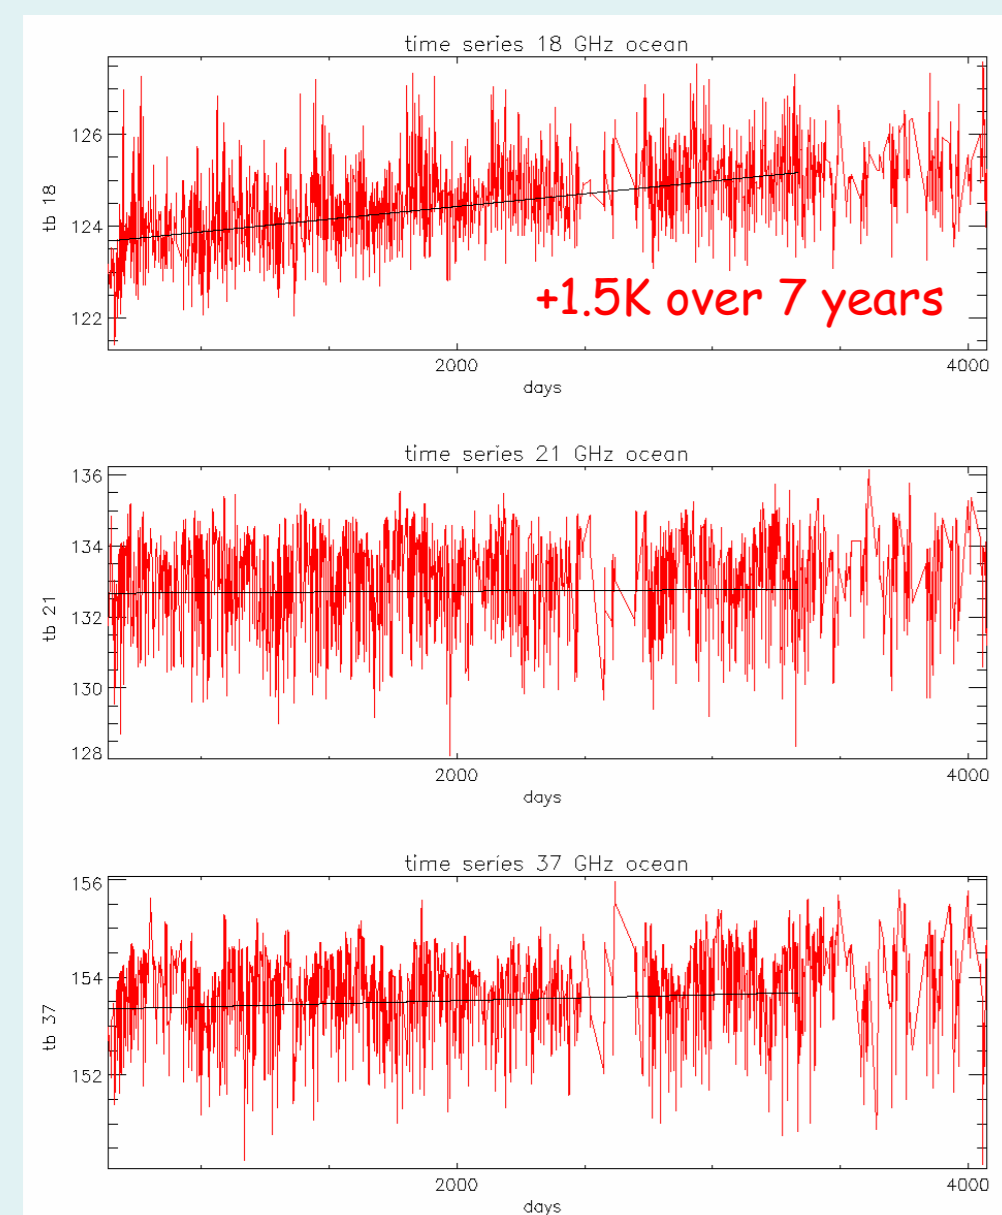 time series 18 GHz ocean
126
124
122
tb 18
+1.5K over 7 years
2000
4000
days
time series 21 GHz ocean
136
134
132
130
128
tb 21
2000
4000
days
time series 37 GHz ocean
156
154
152
tb 37
2000
4000
days